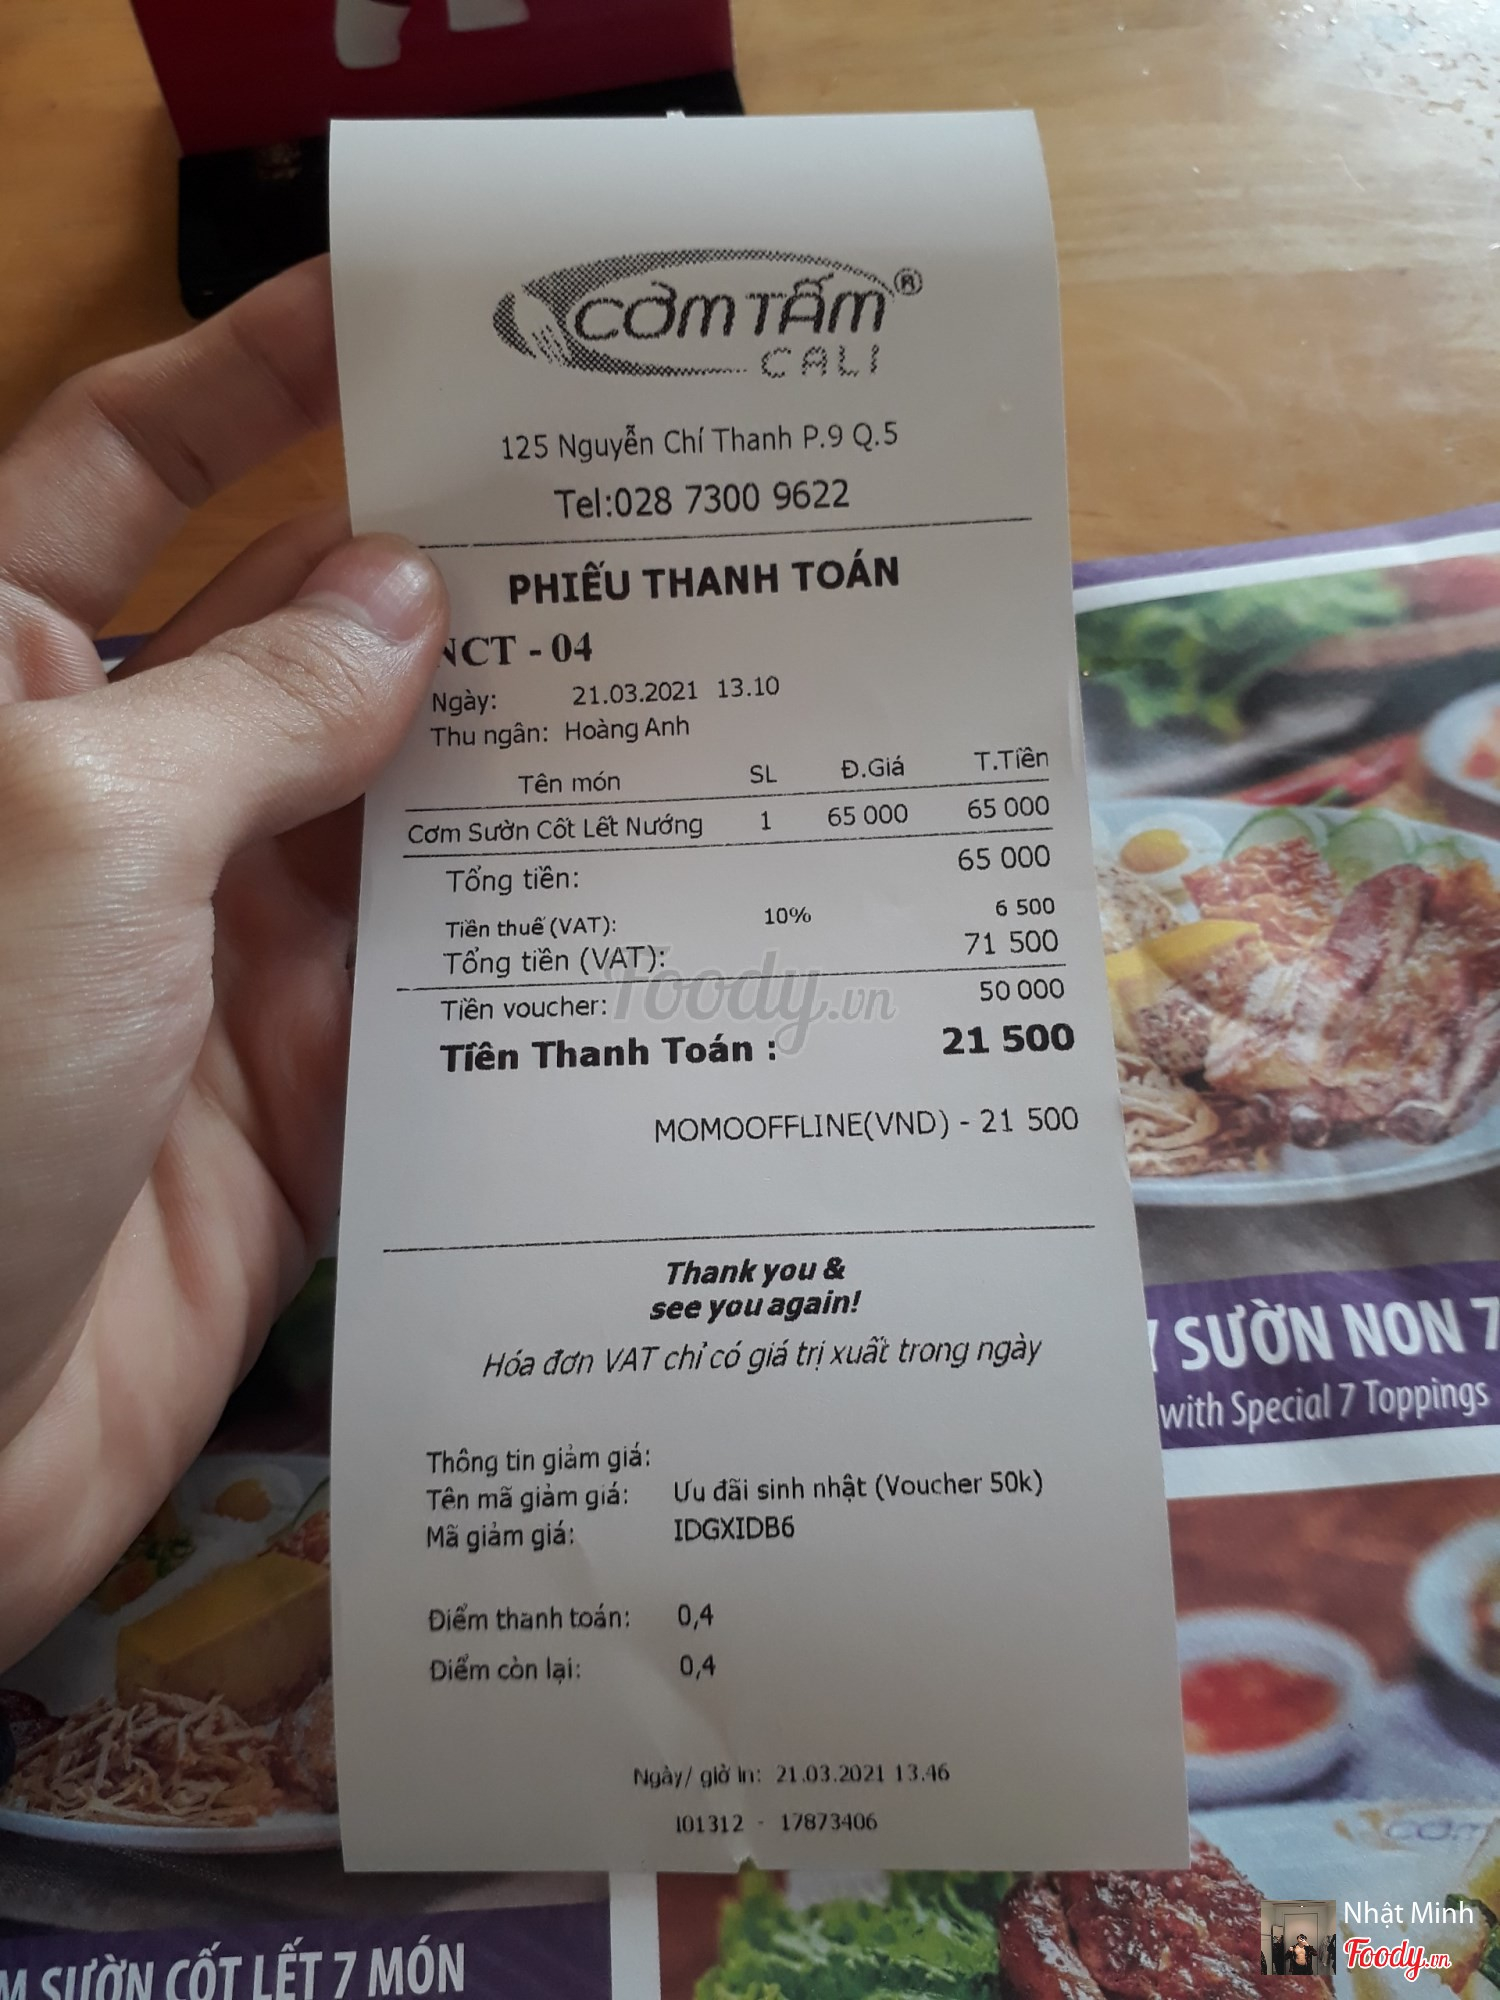 CƠM TẤM ®
CALI
125 Nguyễn Chí Thanh P.9 Q.5
Tel:028 7300 9622
PHIẾU THANH TOÁN
NCT - 04
Ngày: 21.03.2021 13.10
Thu ngân: Hoàng Anh
Tên món SL Đ.Giá T.Tiền
Cơm Sườn Cốt Lết Nướng 1 65 000 65 000
Tổng tiền: 65 000
Tiền thuế (VAT): 10% 6 500
Tổng tiền (VAT): 71 500
Tiền voucher: 50 000
Tiền Thanh Toán : 21 500
MOMOOFFLINE(VND) - 21 500
Thank you &
see you again!
Hóa đơn VAT chỉ có giá trị xuất trong ngày
Thông tin giảm giá:
Tên mã giảm giá: Ưu đãi sinh nhật (Voucher 50k)
Mã giảm giá: IDGXIDB6
Điểm thanh toán: 0,4
Điểm còn lại: 0,4
Ngày/ giờ in: 21.03.2021 13.46
I01312 - 17873406
Foody.vn
SƯỜN NON 7
with Special 7 Toppings
M SƯỜN CỐT LẾT 7 MÓN
Nhật Minh
Foody.vn